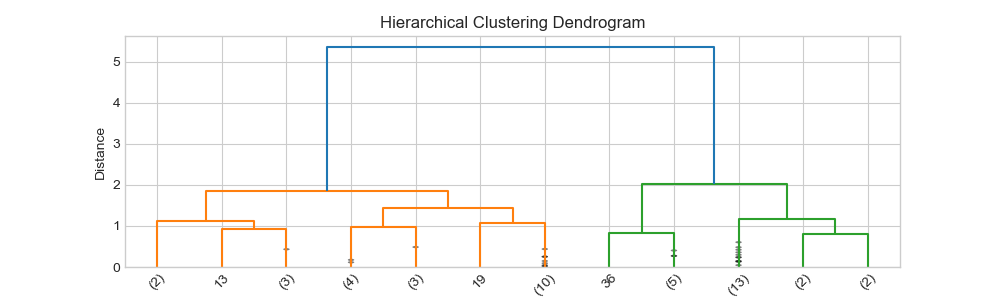 Hierarchical Clustering Dendrogram
Distance
5
4
3
2
1
0
(2) 13 (3) (4) (3) 19 (10) 36 (5) (13) (2) (2)